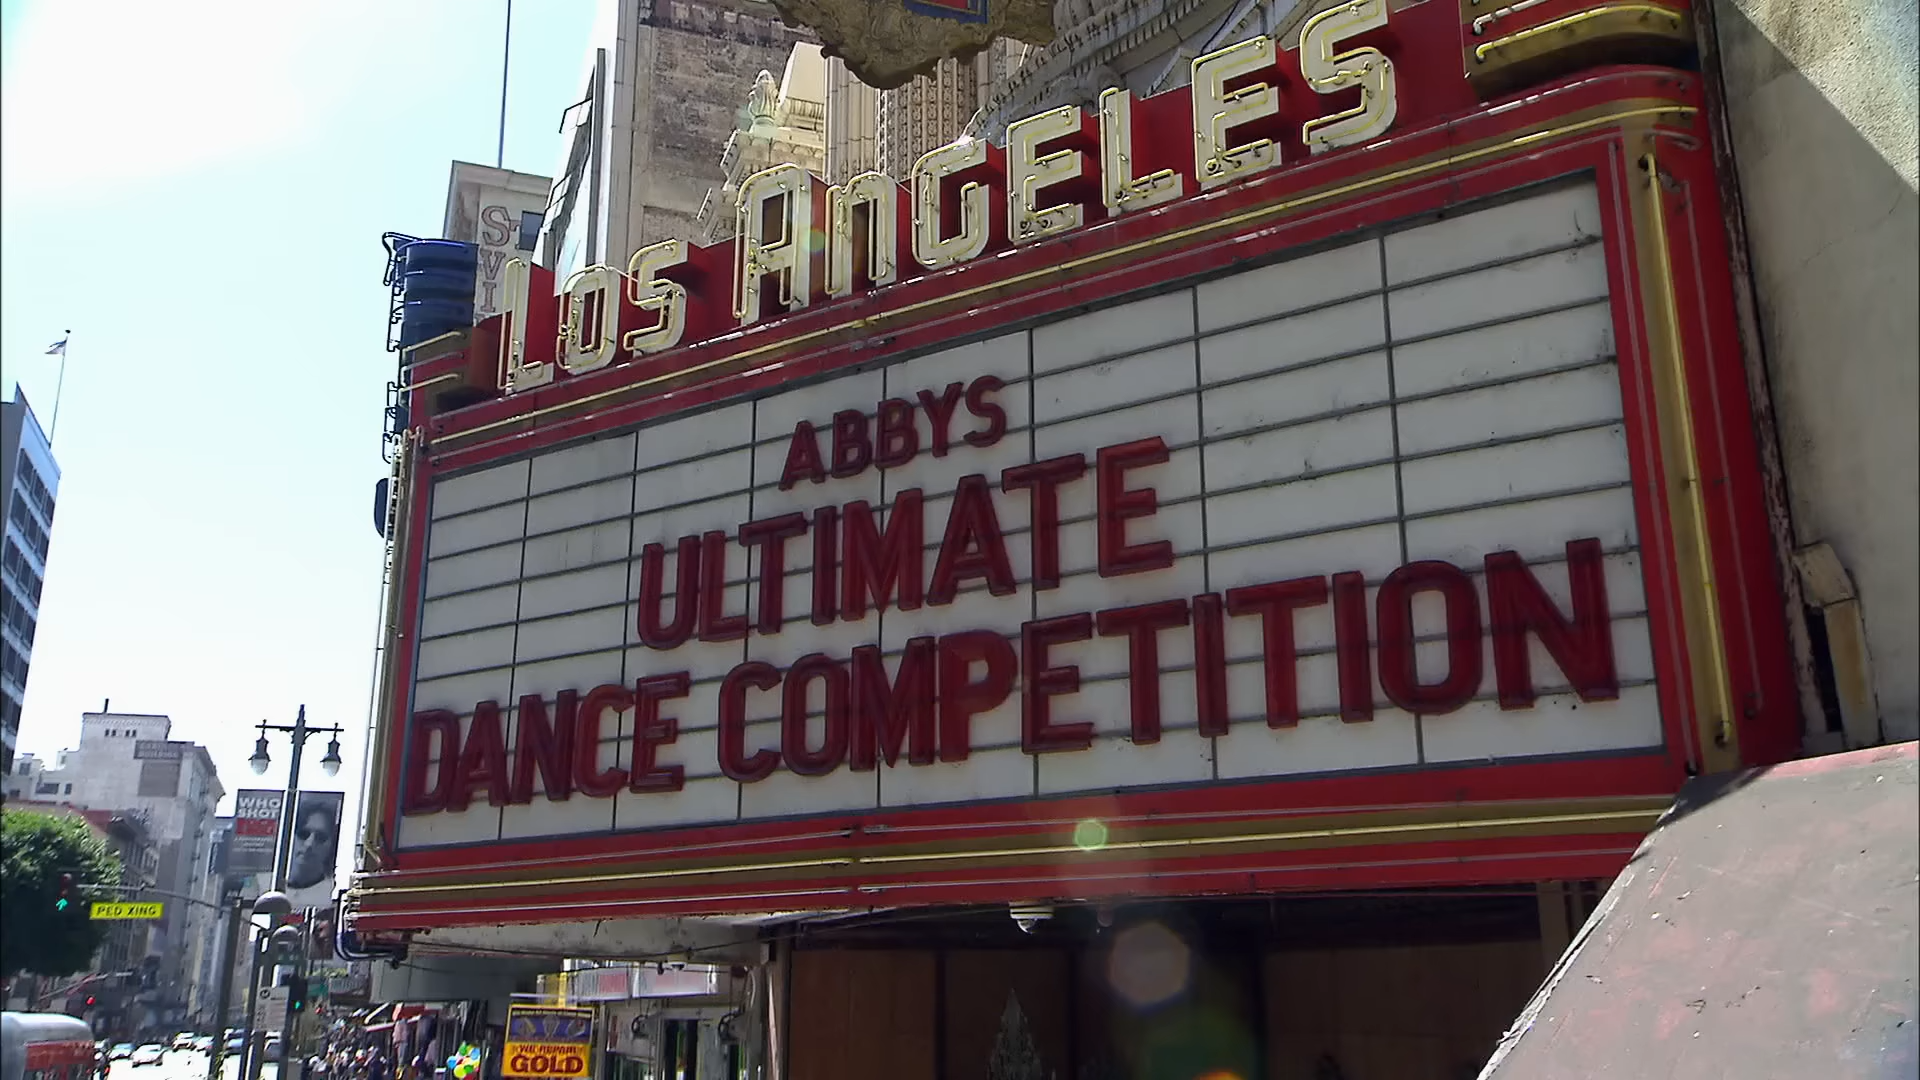 LOS ANGELES
ABBYS
ULTIMATE
DANCE COMPETITION
WHO
SHOT
PED XING
WE REPAIR
GOLD